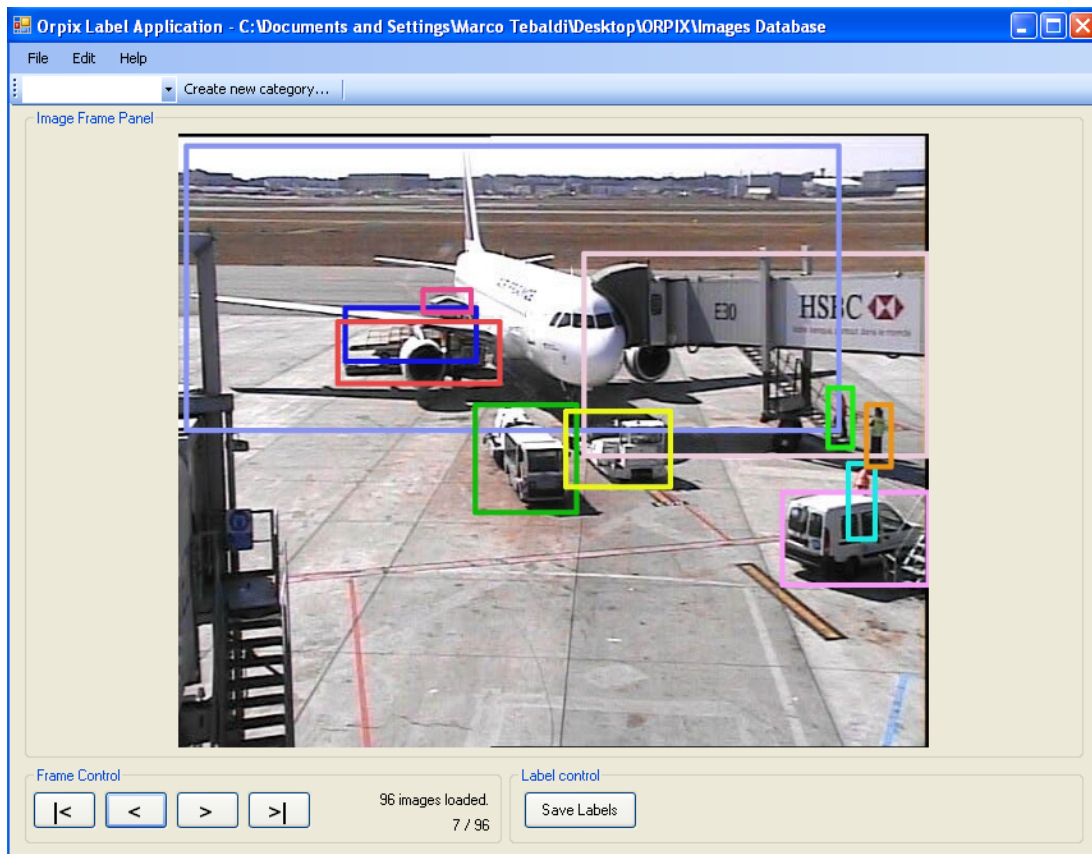 Orpix Label Application - C:\Documents and Settings\Marco Tebaldi\Desktop\ORPIX\Images Database
File Edit Help
Create new category...
Image Frame Panel
E30
HSBC
Frame Control
|< < > >|
96 images loaded.
7 / 96
Label control
Save Labels